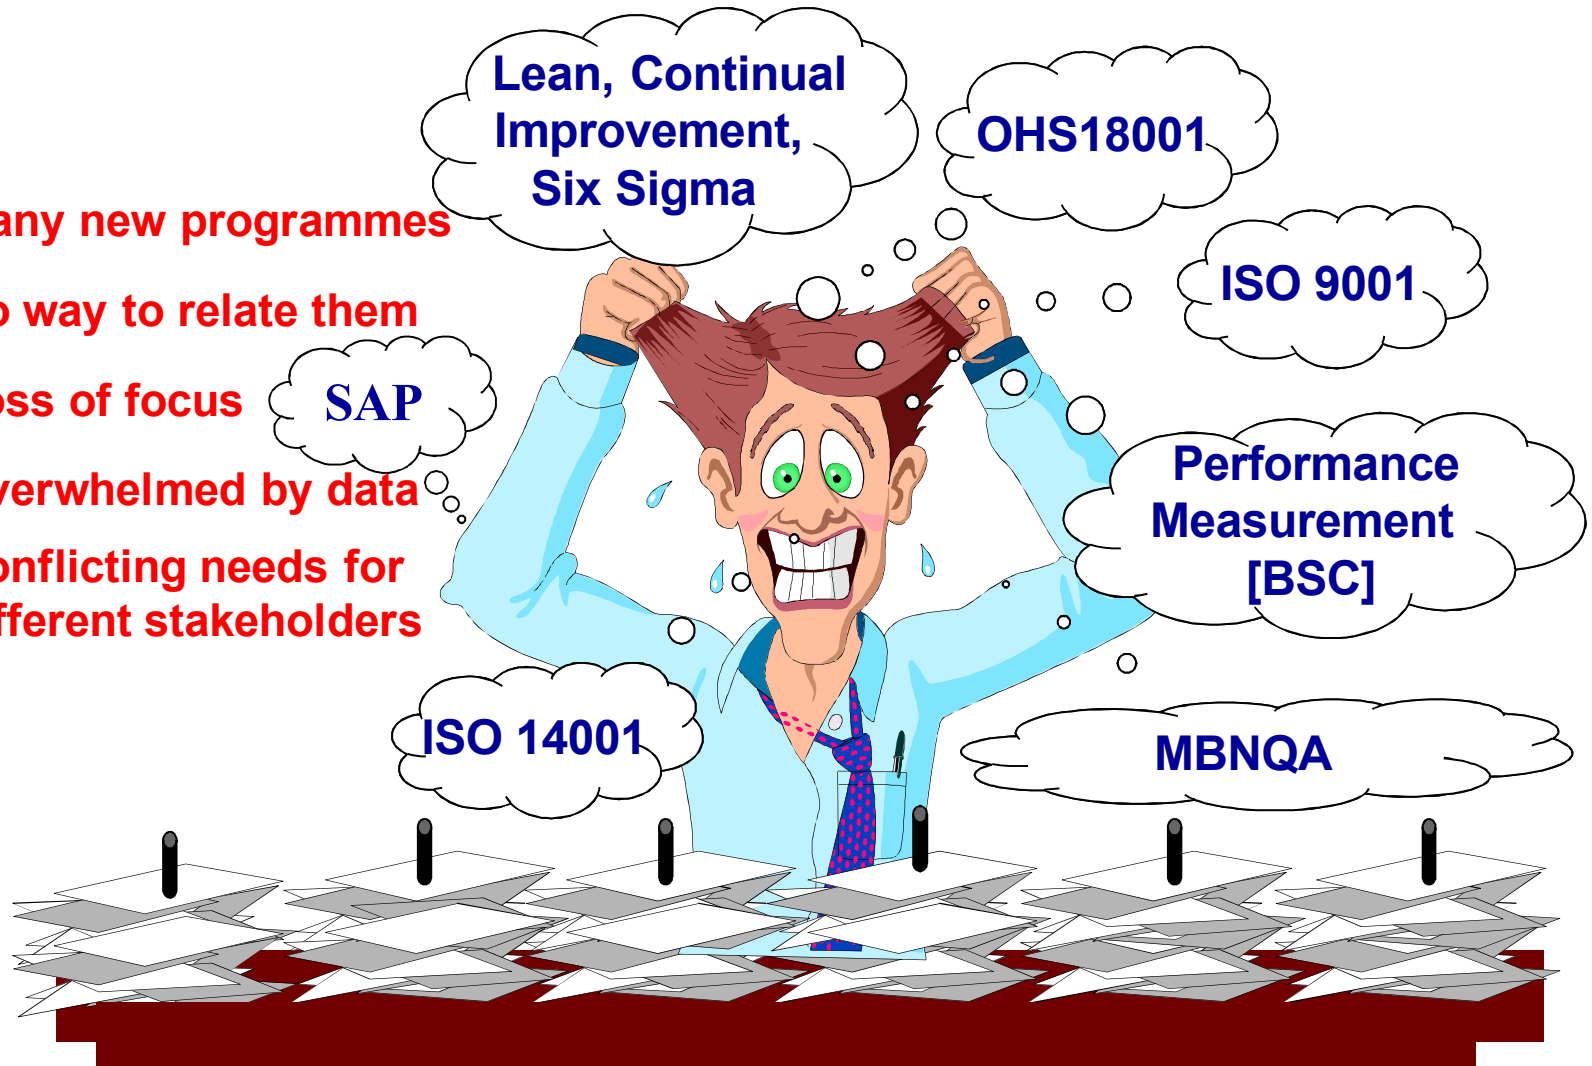 Lean, Continual
Improvement,
Six Sigma
OHS18001
any new programmes
ISO 9001
o way to relate them
SAP
oss of focus
verwhelmed by data
Performance
Measurement
[BSC]
onflicting needs for
fferent stakeholders
ISO 14001
MBNQA